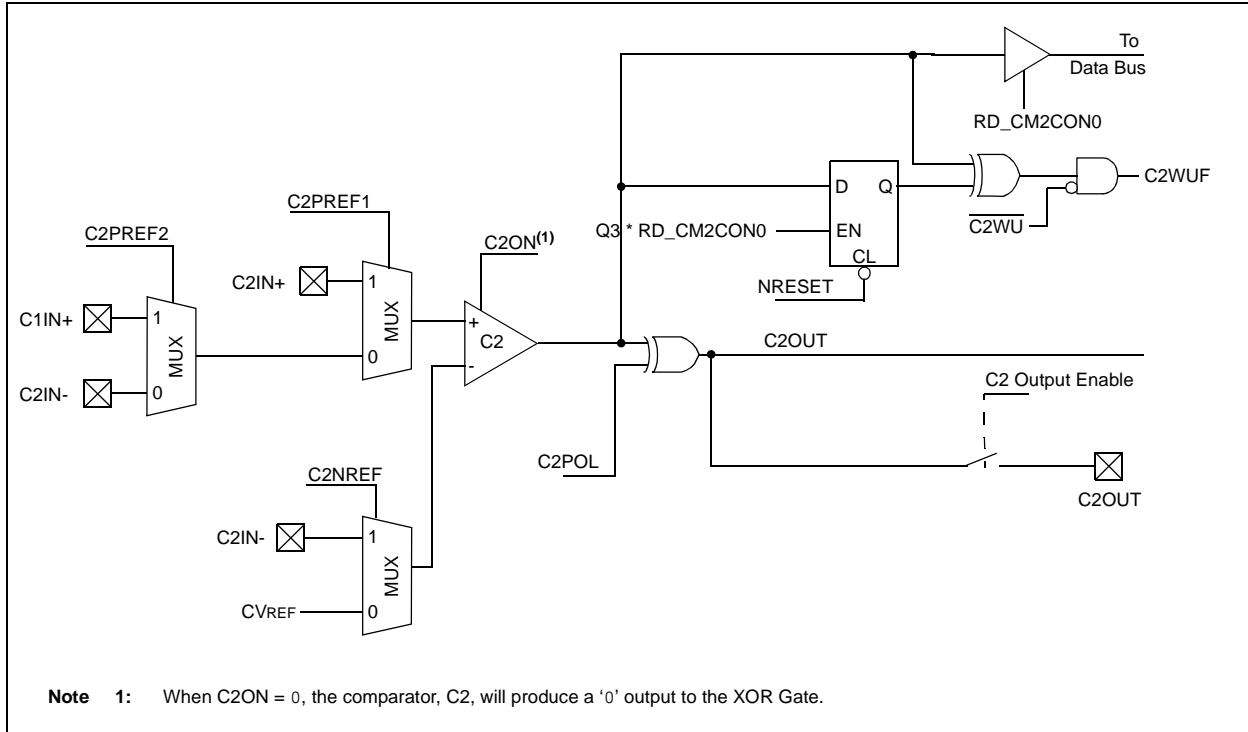 To
Data Bus
RD_CM2CON0
D Q
C2WUF
C2PREF1
C2WU
Q3 * RD_CM2CON0
EN
C2PREF2
C2ON(1)
CL
C2IN+
1
NRESET
C1IN+
1
MUX
+
C2
C2OUT
MUX
0
-
C2IN-
0
C2 Output Enable
C2POL
C2NREF
C2OUT
C2IN-
1
MUX
CVREF
0
Note 1: When C2ON = 0, the comparator, C2, will produce a ‘0’ output to the XOR Gate.